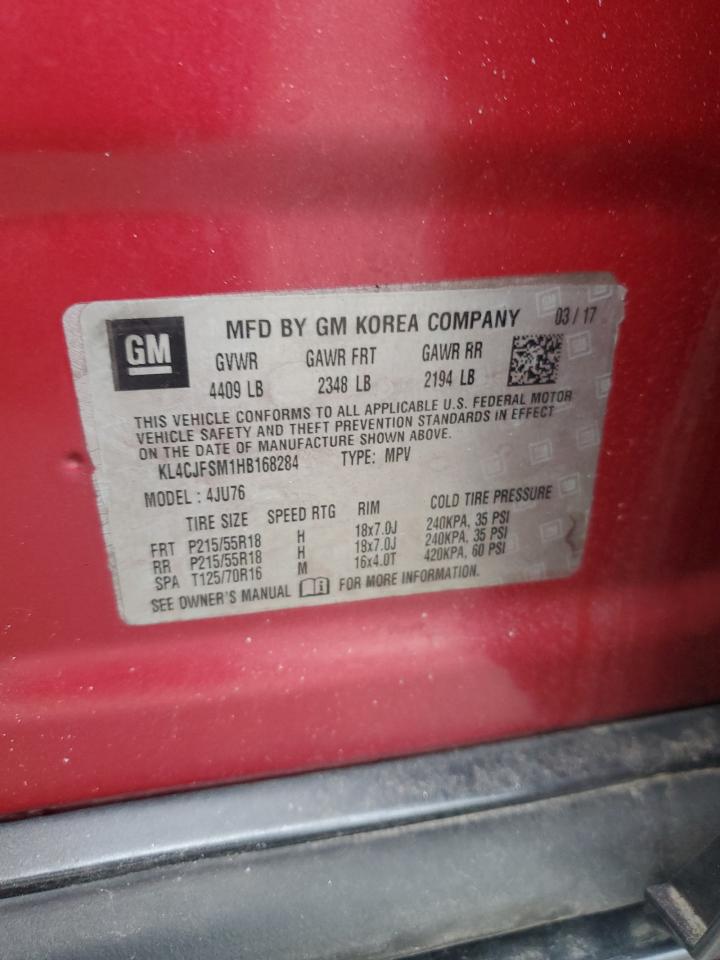 GM
MFD BY GM KOREA COMPANY 03 / 17
GVWR GAWR FRT GAWR RR
4409 LB 2348 LB 2194 LB
THIS VEHICLE CONFORMS TO ALL APPLICABLE U.S. FEDERAL MOTOR
VEHICLE SAFETY AND THEFT PREVENTION STANDARDS IN EFFECT
ON THE DATE OF MANUFACTURE SHOWN ABOVE.
KL4CJFSM1HB168284 TYPE: MPV
MODEL : 4JU76
TIRE SIZE SPEED RTG RIM COLD TIRE PRESSURE
FRT P215/55R18 H 18x7.0J 240KPA, 35 PSI
RR P215/55R18 H 18x7.0J 240KPA, 35 PSI
SPA T125/70R16 M 16x4.0T 420KPA, 60 PSI
SEE OWNER'S MANUAL FOR MORE INFORMATION.